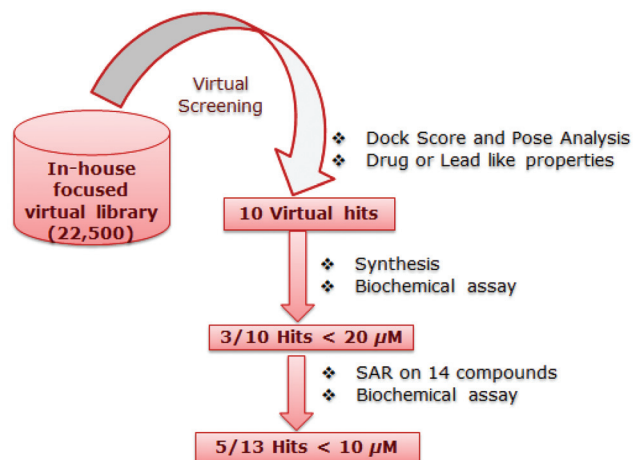 Virtual
Screening
In-house
focused
virtual library
(22,500)
❖ Dock Score and Pose Analysis
❖ Drug or Lead like properties
10 Virtual hits
❖ Synthesis
❖ Biochemical assay
3/10 Hits < 20 µM
❖ SAR on 14 compounds
❖ Biochemical assay
5/13 Hits < 10 µM